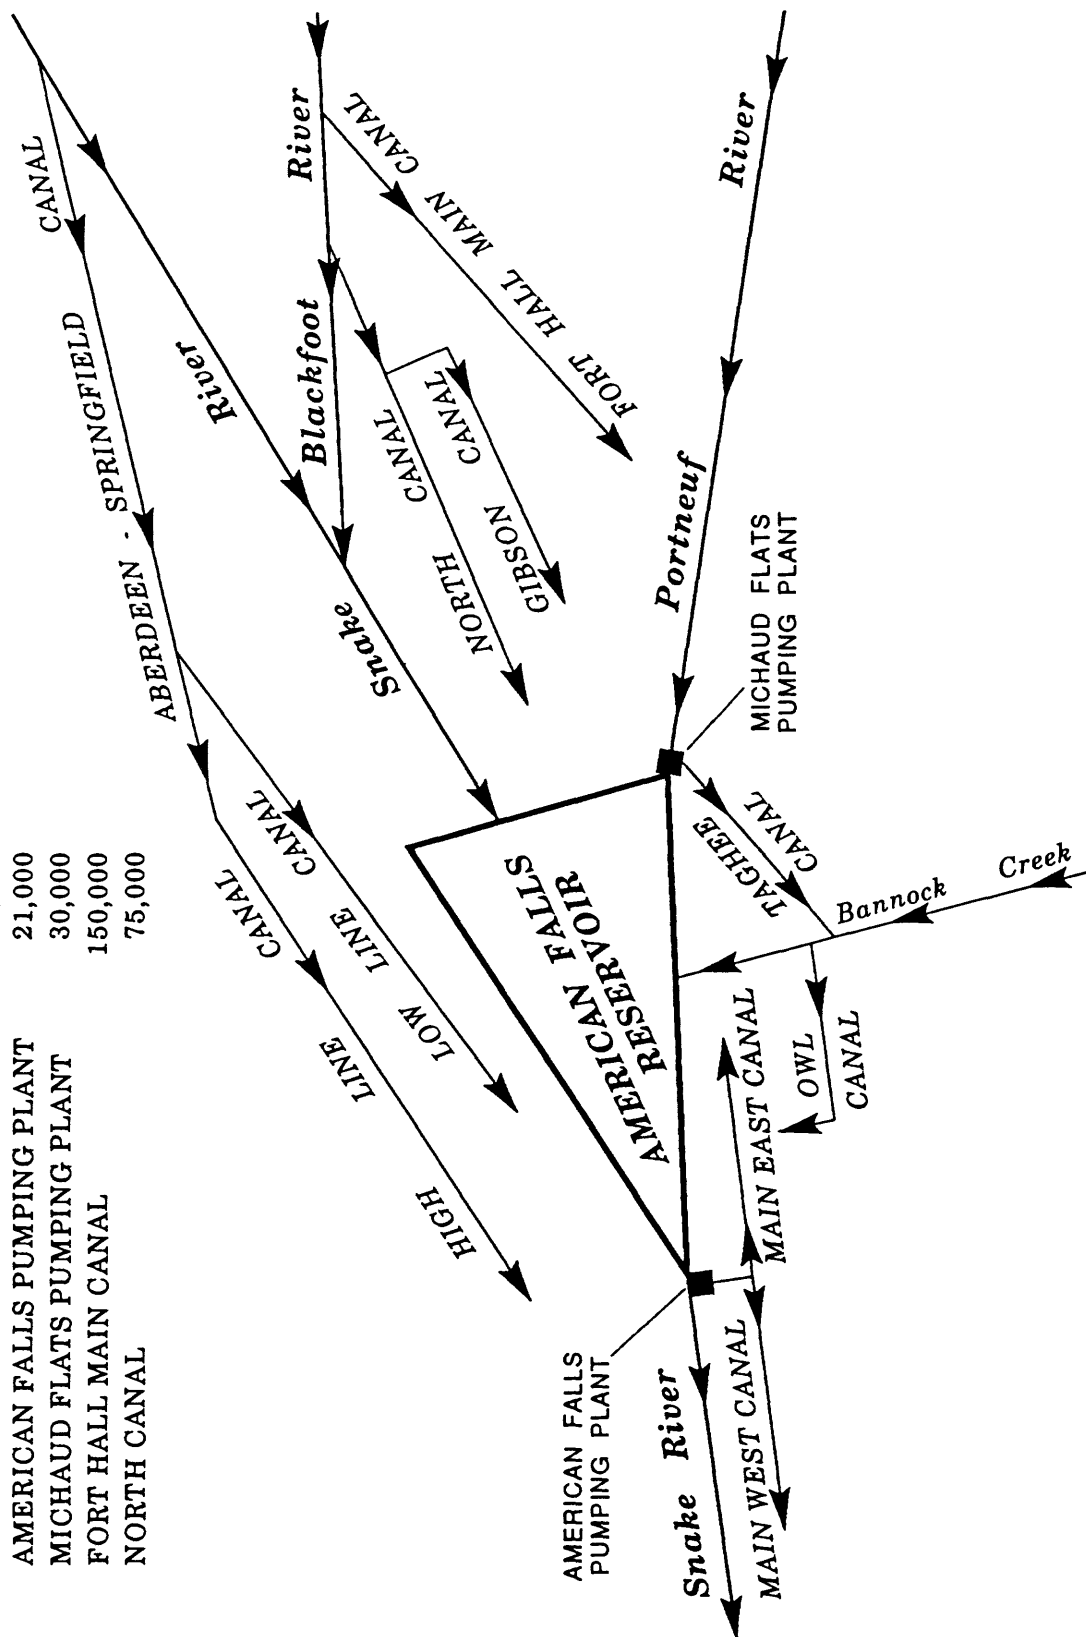 AMERICAN FALLS PUMPING PLANT 21,000
MICHAUD FLATS PUMPING PLANT 30,000
FORT HALL MAIN CANAL 150,000
NORTH CANAL 75,000
ABERDEEN - SPRINGFIELD CANAL
HIGH LINE CANAL
LOW LINE CANAL
Snake River
Blackfoot River
NORTH CANAL
GIBSON CANAL
FORT HALL MAIN CANAL
AMERICAN FALLS
RESERVOIR
Portneuf River
MICHAUD FLATS
PUMPING PLANT
TAGHEE
CANAL
Bannock Creek
OWL
CANAL
MAIN EAST CANAL
AMERICAN FALLS
PUMPING PLANT
Snake River
MAIN WEST CANAL